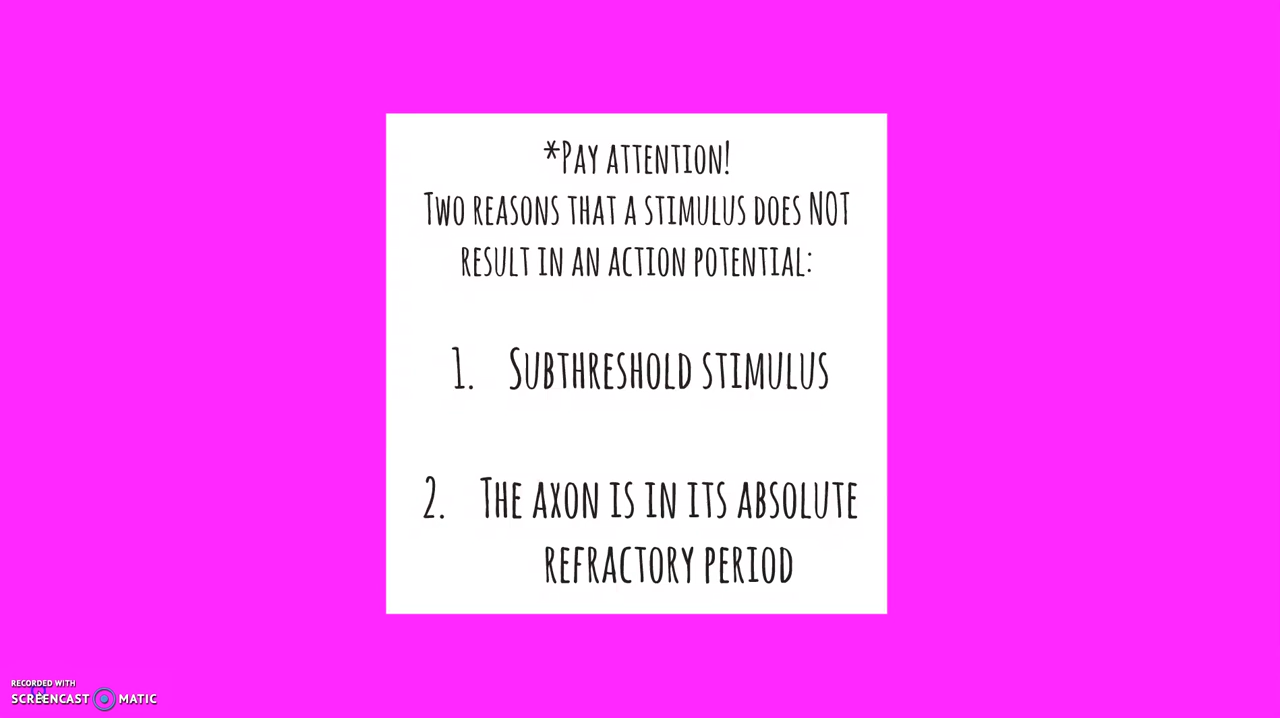 *Pay attention!
Two reasons that a stimulus does NOT
result in an action potential:
1. Subthreshold stimulus
2. The axon is in its absolute
refractory period
RECORDED WITH
SCREENCAST MATIC